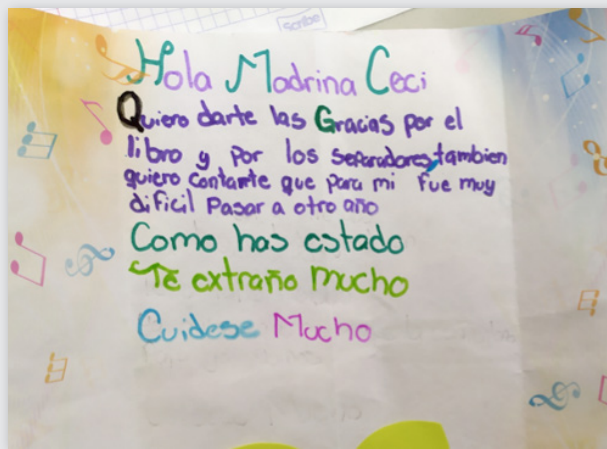 Scribe
Hola Madrina Ceci
Quiero darte las Gracias por el
libro y por los separadores, tambien
quiero contarte que para mi fue muy
dificil Pasar a otro año
Como has estado
Te extraño mucho
Cuidese Mucho